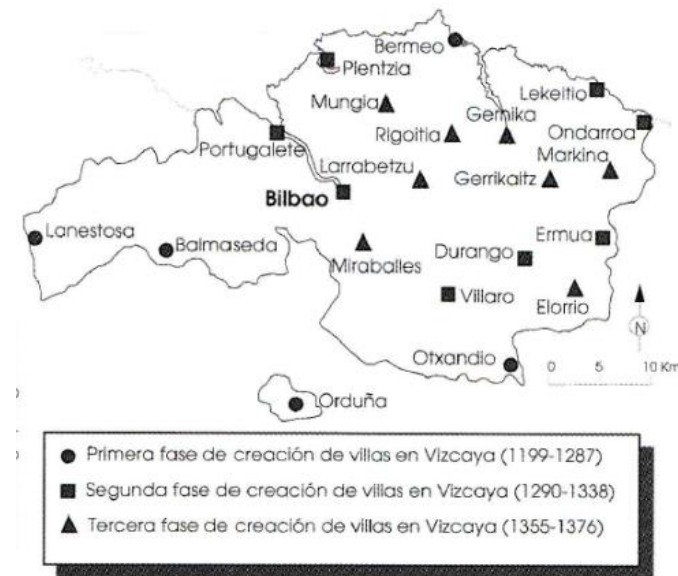 Bermeo
Plentzia
Lekeitio
Mungia
Gernika
Rigoitia
Ondarroa
Portugalete
Larrabetzu
Markina
Gerrikaitz
Bilbao
Lanestosa
Balmaseda
Ermua
Durango
Miraballes
Villaro
Elorrio
N
Otxandio
0 5 10 Km
Orduña
Primera fase de creación de villas en Vizcaya (1199-1287)
Segunda fase de creación de villas en Vizcaya (1290-1338)
Tercera fase de creación de villas en Vizcaya (1355-1376)